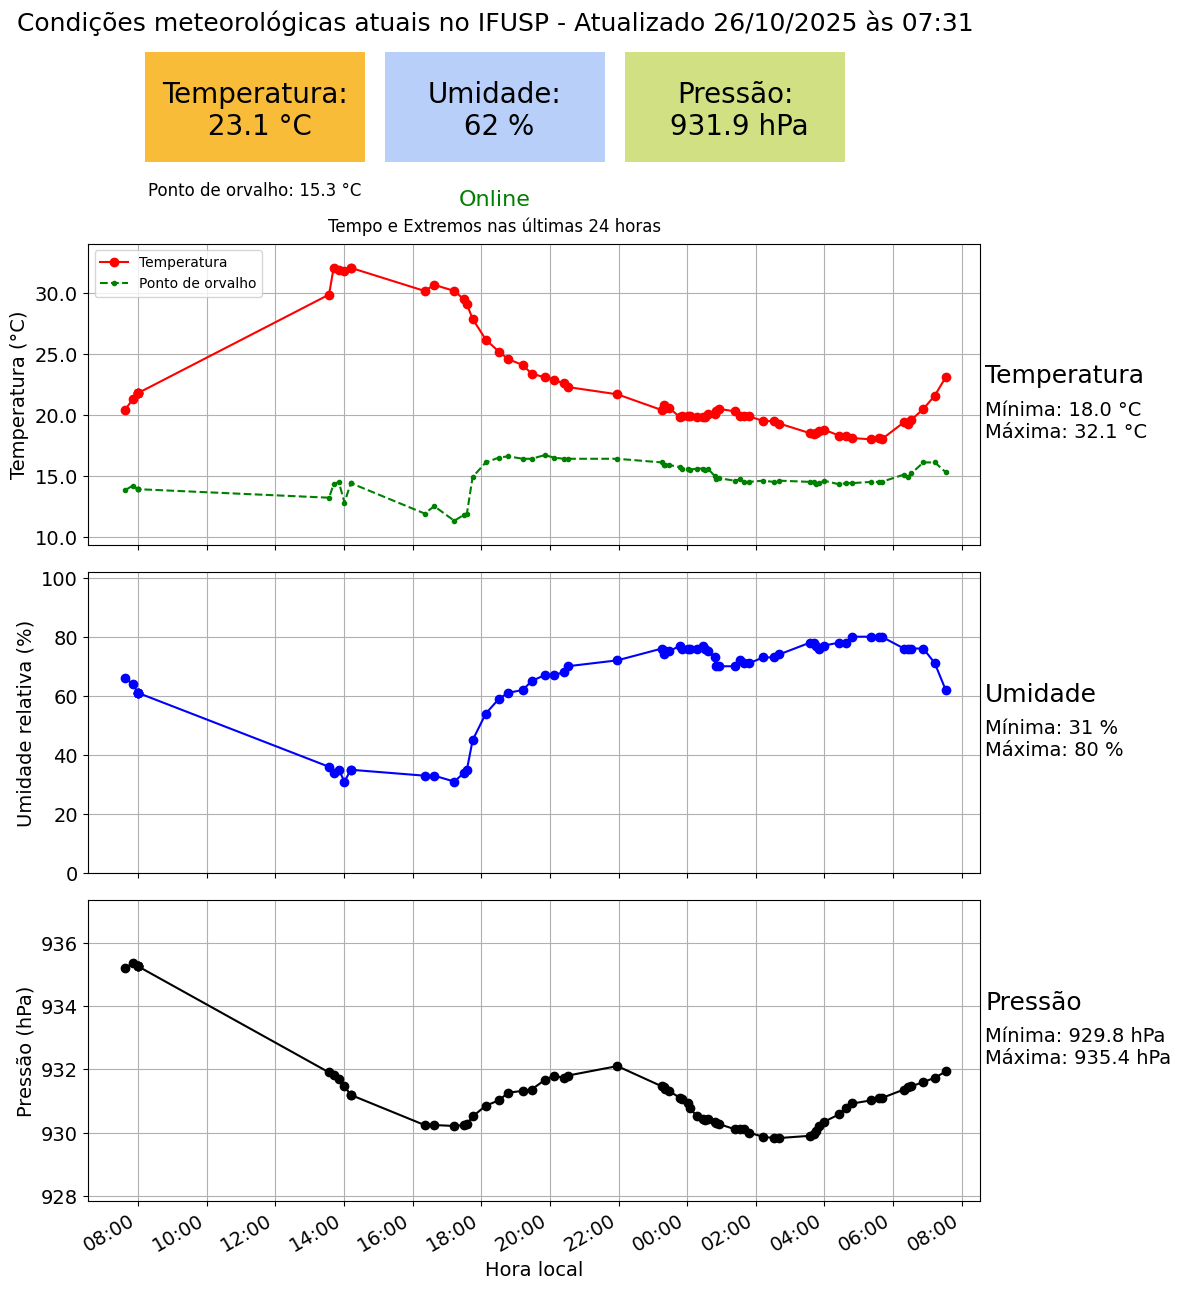 Condições meteorológicas atuais no IFUSP - Atualizado 26/10/2025 às 07:31
Temperatura:
23.1 °C
Umidade:
62 %
Pressão:
931.9 hPa
Ponto de orvalho: 15.3 °C
Online
Tempo e Extremos nas últimas 24 horas
Temperatura
Ponto de orvalho
Temperatura (°C)
30.0
25.0
20.0
15.0
10.0
Temperatura
Mínima: 18.0 °C
Máxima: 32.1 °C
Umidade relativa (%)
100
80
60
40
20
0
Umidade
Mínima: 31 %
Máxima: 80 %
Pressão (hPa)
936
934
932
930
928
Pressão
Mínima: 929.8 hPa
Máxima: 935.4 hPa
08:00 10:00 12:00 14:00 16:00 18:00 20:00 22:00 00:00 02:00 04:00 06:00 08:00
Hora local